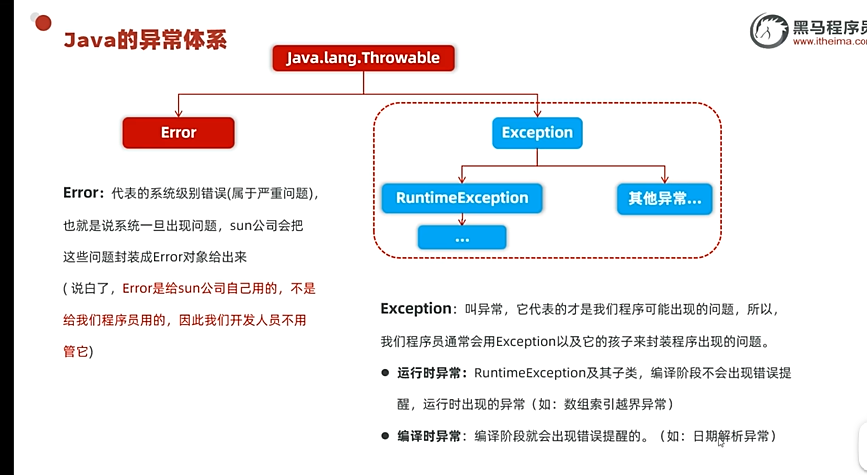 Java的异常体系
黑马程序员
www.itheima.com
Java.lang.Throwable
Error
Exception
RuntimeException
其他异常...
...
Error：代表的系统级别错误(属于严重问题)，
也就是说系统一旦出现问题，sun公司会把
这些问题封装成Error对象给出来
( 说白了，Error是给sun公司自己用的，不是
给我们程序员用的，因此我们开发人员不用
管它)
Exception：叫异常，它代表的才是我们程序可能出现的问题，所以，
我们程序员通常会用Exception以及它的孩子来封装程序出现的问题。
● 运行时异常：RuntimeException及其子类，编译阶段不会出现错误提
醒，运行时出现的异常（如：数组索引越界异常）
● 编译时异常：编译阶段就会出现错误提醒的。（如：日期解析异常）